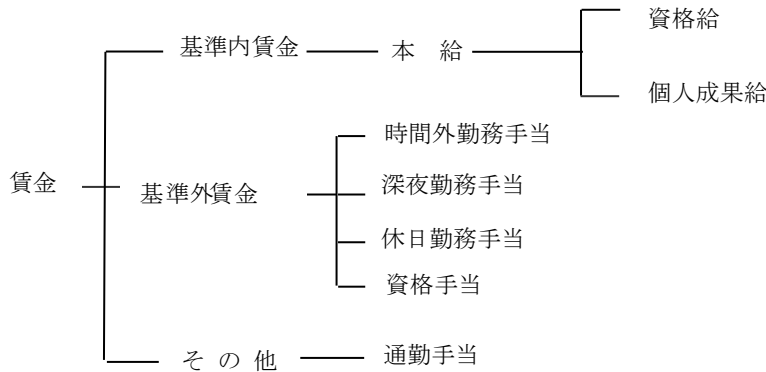 資格給
基準内賃金
本　給
個人成果給
時間外勤務手当
賃金
基準外賃金
深夜勤務手当
休日勤務手当
資格手当
その他
通勤手当